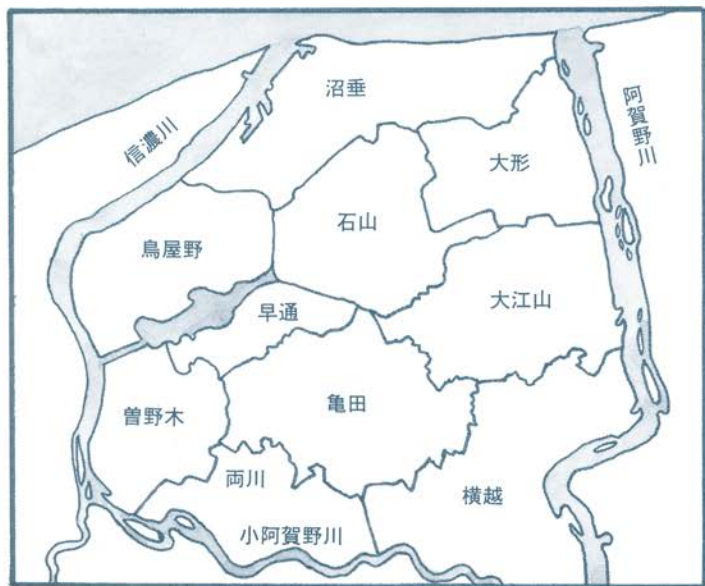 沼垂
信濃川
阿賀野川
大形
石山
鳥屋野
大江山
早通
亀田
曽野木
両川
横越
小阿賀野川